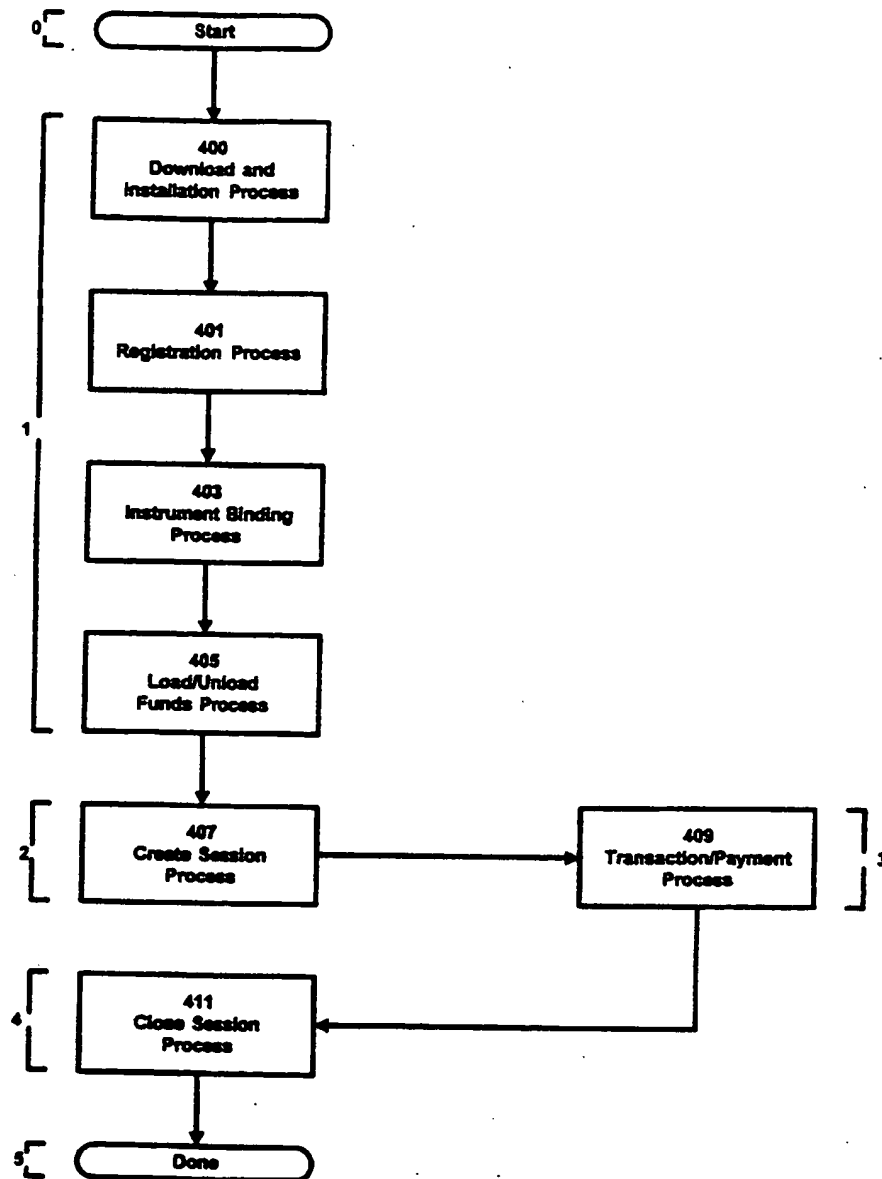 0
Start
400
Download and
Installation Process
401
Registration Process
1
403
Instrument Binding
Process
405
Load/Unload
Funds Process
2
407
Create Session
Process
409
Transaction/Payment
Process
3
4
411
Close Session
Process
5
Done